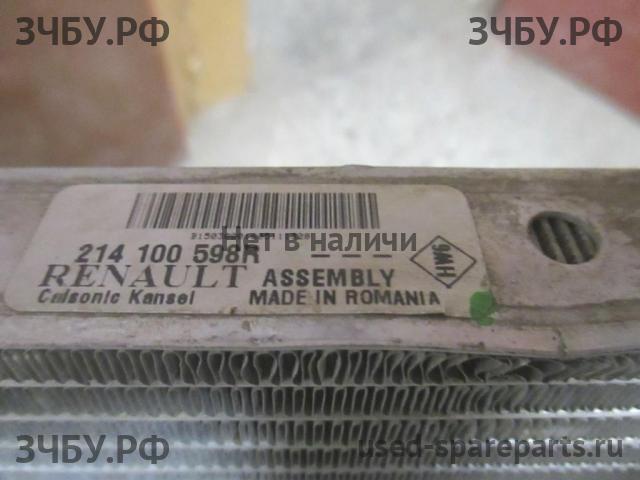 ЗЧБУ.РФ ЗЧБУ.РФ
214 100 598R
Нет в наличии
RENAULT ASSEMBLY
Calsonic Kansei MADE IN ROMANIA
ЗЧБУ.РФ used-spareparts.ru